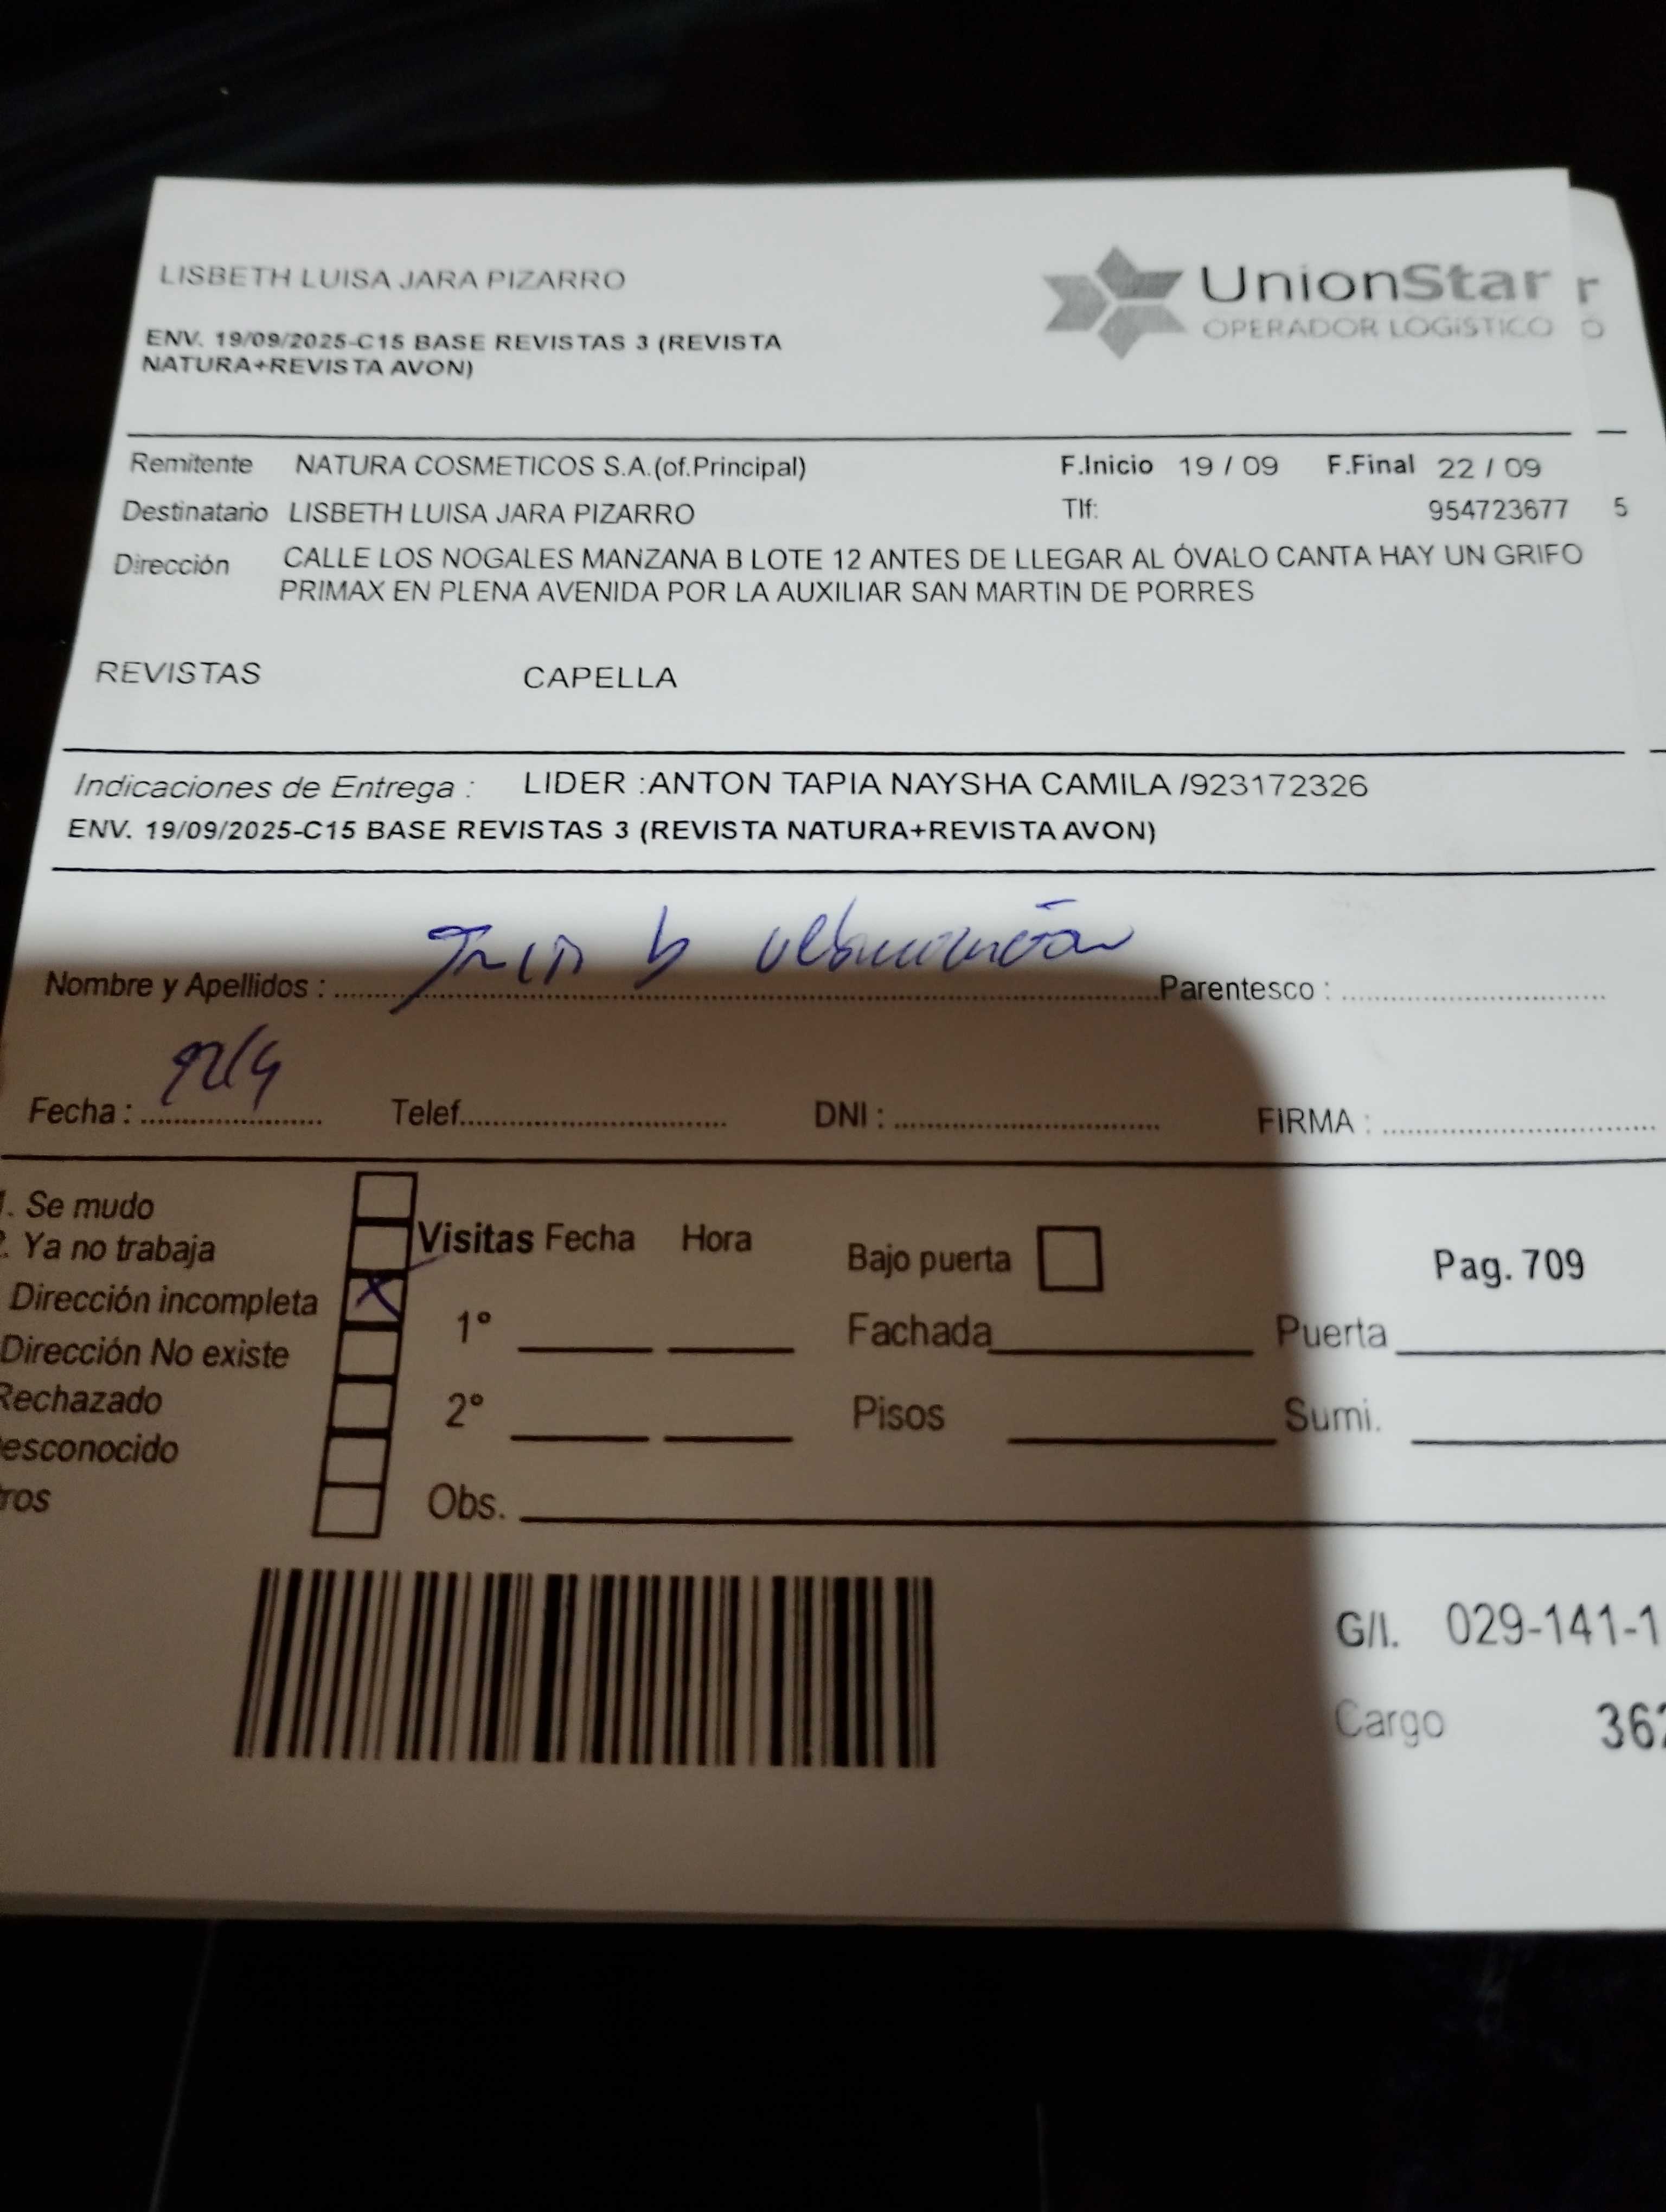 LISBETH LUISA JARA PIZARRO
UnionStar r
OPERADOR LOGíSTICO O
ENV. 19/09/2025-C15 BASE REVISTAS 3 (REVISTA
NATURA+REVISTA AVON)
Remitente NATURA COSMETICOS S.A.(of.Principal) F.Inicio 19 / 09 F.Final 22 / 09
Destinatario LISBETH LUISA JARA PIZARRO Tlf: 954723677 5
Dirección CALLE LOS NOGALES MANZANA B LOTE 12 ANTES DE LLEGAR AL ÓVALO CANTA HAY UN GRIFO
PRIMAX EN PLENA AVENIDA POR LA AUXILIAR SAN MARTIN DE PORRES
REVISTAS CAPELLA
Indicaciones de Entrega : LIDER :ANTON TAPIA NAYSHA CAMILA /923172326
ENV. 19/09/2025-C15 BASE REVISTAS 3 (REVISTA NATURA+REVISTA AVON)
Nombre y Apellidos : Parentesco :
Fecha : Telef. DNI : FIRMA :
1. Se mudo
2. Ya no trabaja
Dirección incompleta X
Dirección No existe
Rechazado
esconocido
ros
Visitas Fecha Hora
1°
2°
Obs.
Bajo puerta
Pag. 709
Fachada Puerta
Pisos Sumi.
G/I. 029-141-1
Cargo 362